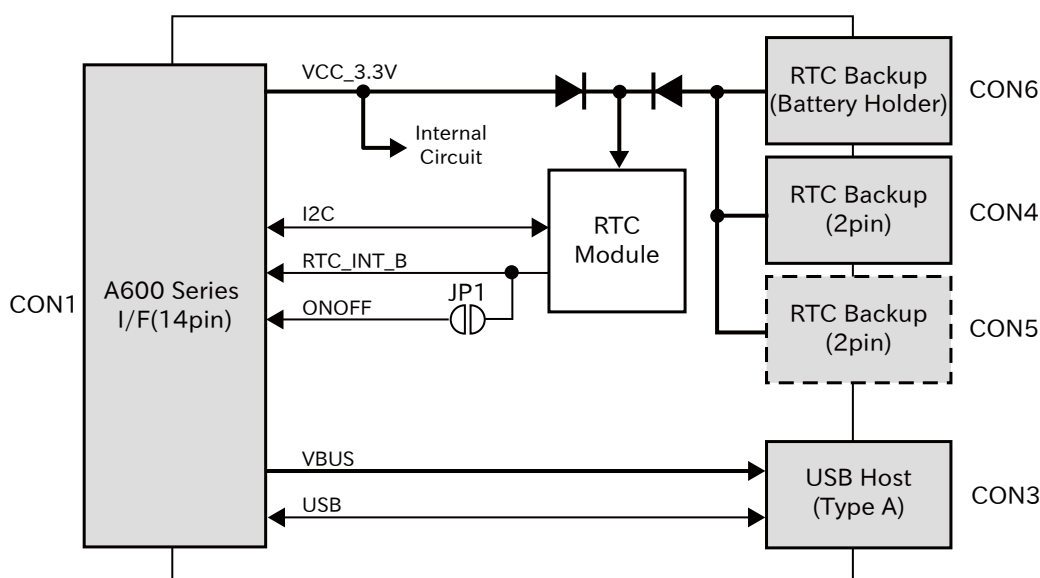 VCC_3.3V
RTC Backup
(Battery Holder)
CON6
Internal
Circuit
RTC Backup
(2pin)
CON4
I2C
RTC
Module
RTC_INT_B
CON1
A600 Series
I/F(14pin)
JP1
ONOFF
RTC Backup
(2pin)
CON5
VBUS
USB
USB Host
(Type A)
CON3